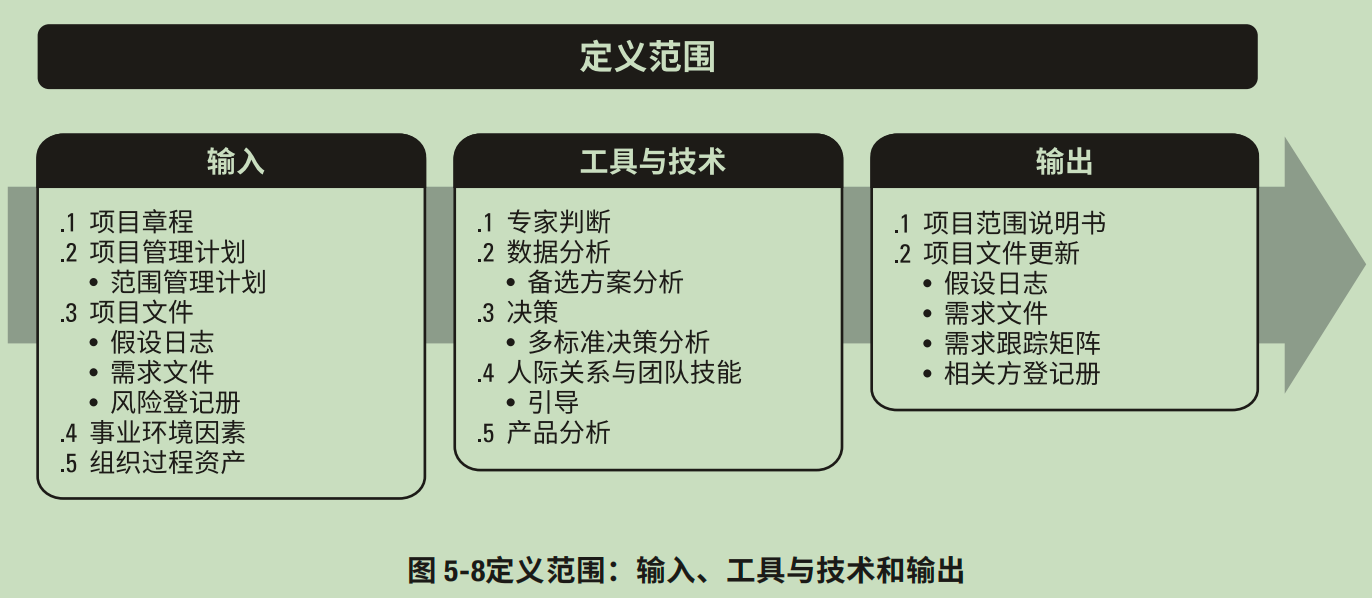 定义范围
输入
.1 项目章程
.2 项目管理计划
• 范围管理计划
.3 项目文件
• 假设日志
• 需求文件
• 风险登记册
.4 事业环境因素
.5 组织过程资产
工具与技术
.1 专家判断
.2 数据分析
• 备选方案分析
.3 决策
• 多标准决策分析
.4 人际关系与团队技能
• 引导
.5 产品分析
输出
.1 项目范围说明书
.2 项目文件更新
• 假设日志
• 需求文件
• 需求跟踪矩阵
• 相关方登记册
图 5-8定义范围：输入、工具与技术和输出